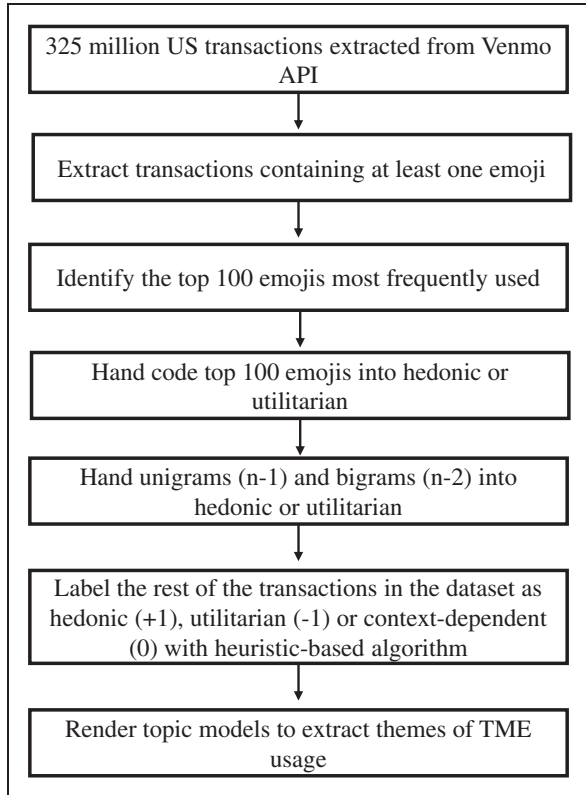 325 million US transactions extracted from Venmo
API
Extract transactions containing at least one emoji
Identify the top 100 emojis most frequently used
Hand code top 100 emojis into hedonic or
utilitarian
Hand unigrams (n-1) and bigrams (n-2) into
hedonic or utilitarian
Label the rest of the transactions in the dataset as
hedonic (+1), utilitarian (-1) or context-dependent
(0) with heuristic-based algorithm
Render topic models to extract themes of TME
usage